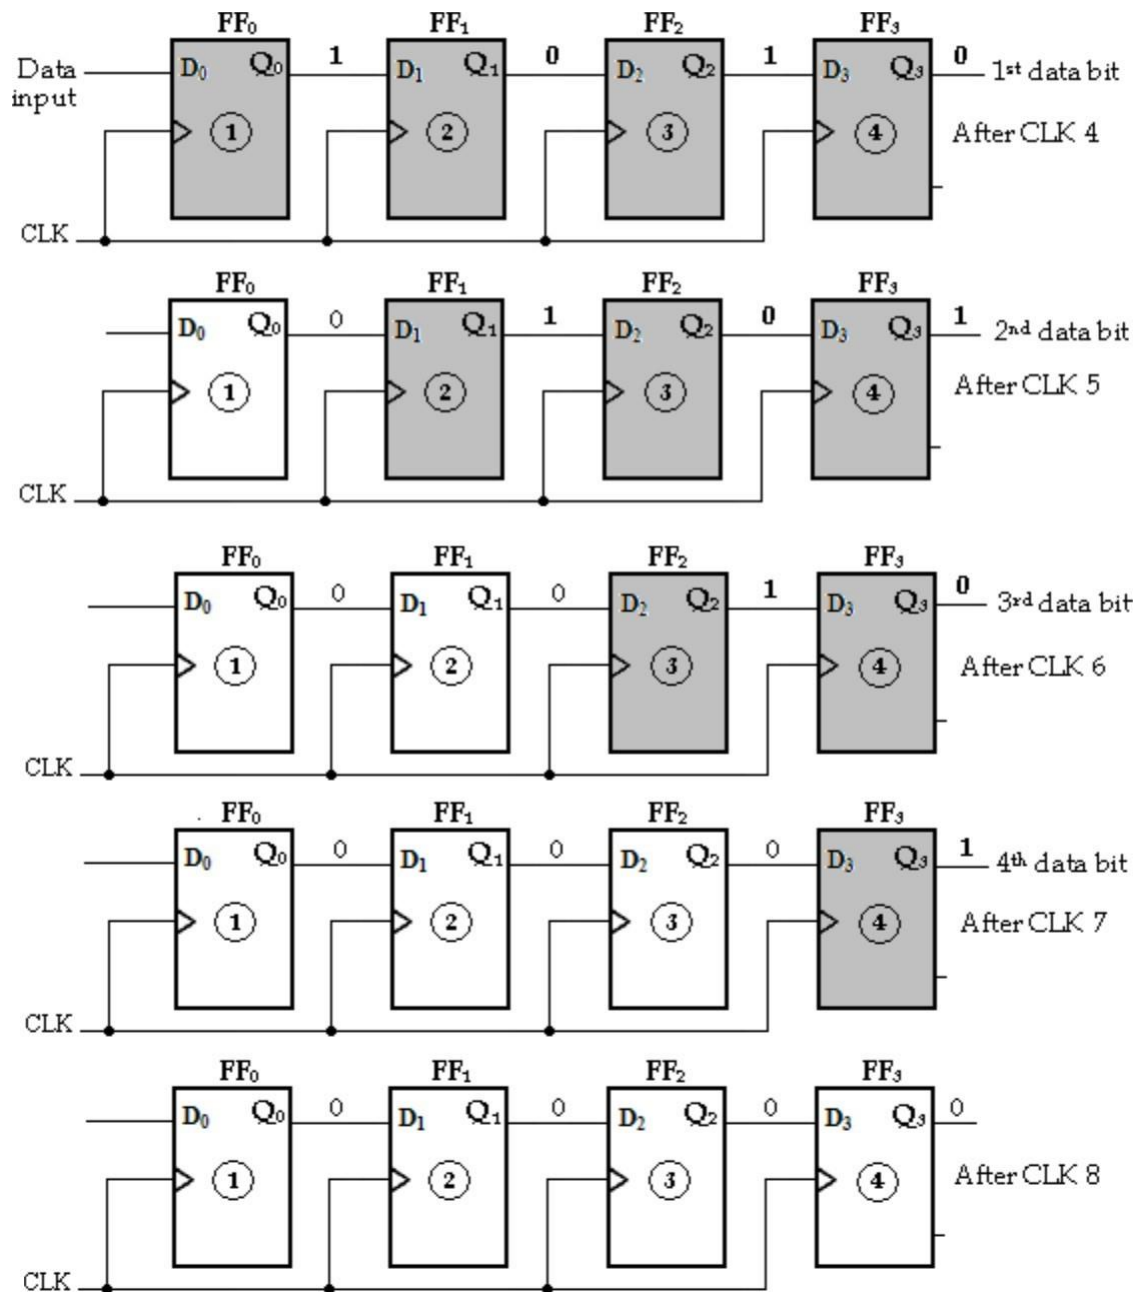 FF₀ FF₁ FF₂ FF₃
Data input
D₀ Q₀ 1 D₁ Q₁ 0 D₂ Q₂ 1 D₃ Q₃ 0 1st data bit
1 2 3 4 After CLK 4
CLK
FF₀ FF₁ FF₂ FF₃
D₀ Q₀ 0 D₁ Q₁ 1 D₂ Q₂ 0 D₃ Q₃ 1 2nd data bit
1 2 3 4 After CLK 5
CLK
FF₀ FF₁ FF₂ FF₃
D₀ Q₀ 0 D₁ Q₁ 0 D₂ Q₂ 1 D₃ Q₃ 0 3rd data bit
1 2 3 4 After CLK 6
CLK
FF₀ FF₁ FF₂ FF₃
D₀ Q₀ 0 D₁ Q₁ 0 D₂ Q₂ 0 D₃ Q₃ 1 4th data bit
1 2 3 4 After CLK 7
CLK
FF₀ FF₁ FF₂ FF₃
D₀ Q₀ 0 D₁ Q₁ 0 D₂ Q₂ 0 D₃ Q₃ 0
1 2 3 4 After CLK 8
CLK